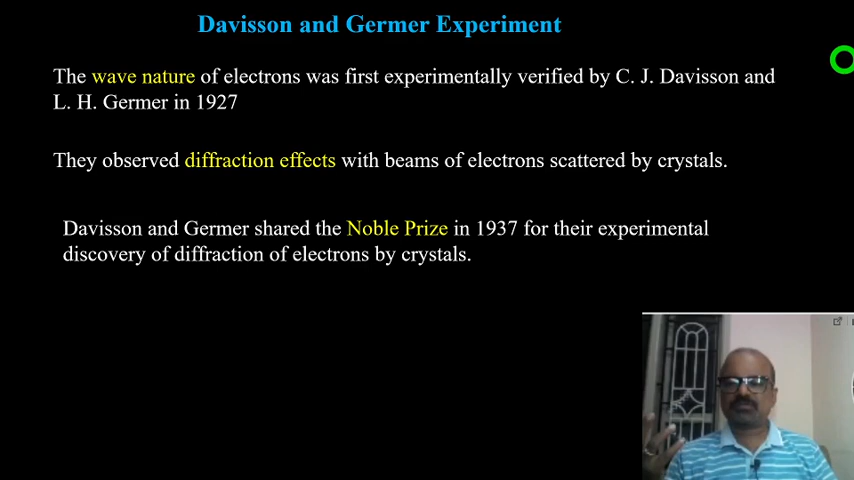 Davisson and Germer Experiment
The wave nature of electrons was first experimentally verified by C. J. Davisson and
L. H. Germer in 1927
They observed diffraction effects with beams of electrons scattered by crystals.
Davisson and Germer shared the Noble Prize in 1937 for their experimental
discovery of diffraction of electrons by crystals.